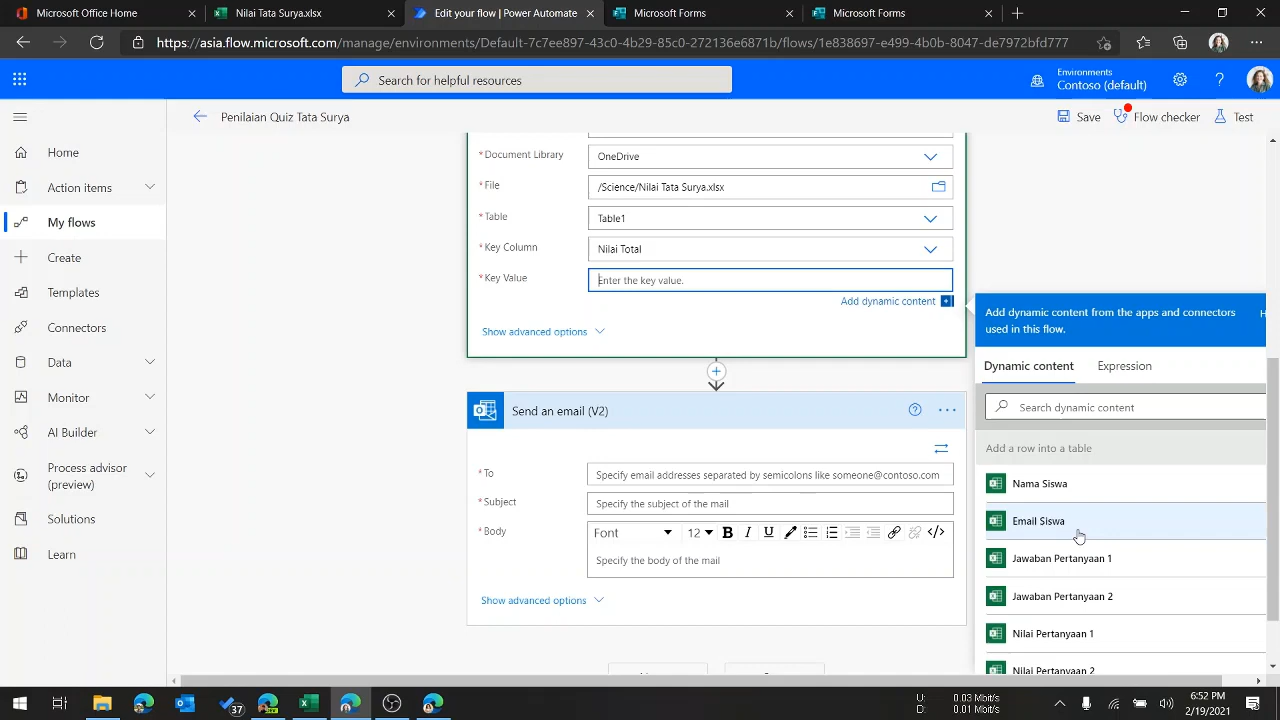 Microsoft Office Home
Nilai Tata Surya.xlsx
Edit your flow | Power Automate
Microsoft Forms
Microsoft Forms
https://asia.flow.microsoft.com/manage/environments/Default-7c7ee897-43c0-4b29-85c0-272136e6871b/flows/1e838697-e499-4b0b-8047-de7972bfd777
Search for helpful resources
Environments
Contoso (default)
Penilaian Quiz Tata Surya
Save
Flow checker
Test
Home
Action items
My flows
Create
Templates
Connectors
Data
Monitor
AI Builder
Process advisor
(preview)
Solutions
Learn
* Document Library
OneDrive
* File
/Science/Nilai Tata Surya.xlsx
* Table
Table1
* Key Column
Nilai Total
* Key Value
Enter the key value.
Add dynamic content
Show advanced options
Send an email (V2)
* To
Specify email addresses separated by semicolons like someone@contoso.com
* Subject
Specify the subject of the mail
* Body
Font
12
B I U
Specify the body of the mail
Show advanced options
Add dynamic content from the apps and connectors
used in this flow.
H
Dynamic content
Expression
Search dynamic content
Add a row into a table
Nama Siswa
Email Siswa
Jawaban Pertanyaan 1
Jawaban Pertanyaan 2
Nilai Pertanyaan 1
Nilai Pertanyaan 2
37
U: 0.03 Mbit/s
D: 0.01 Mbit/s
6:52 PM
2/19/2021